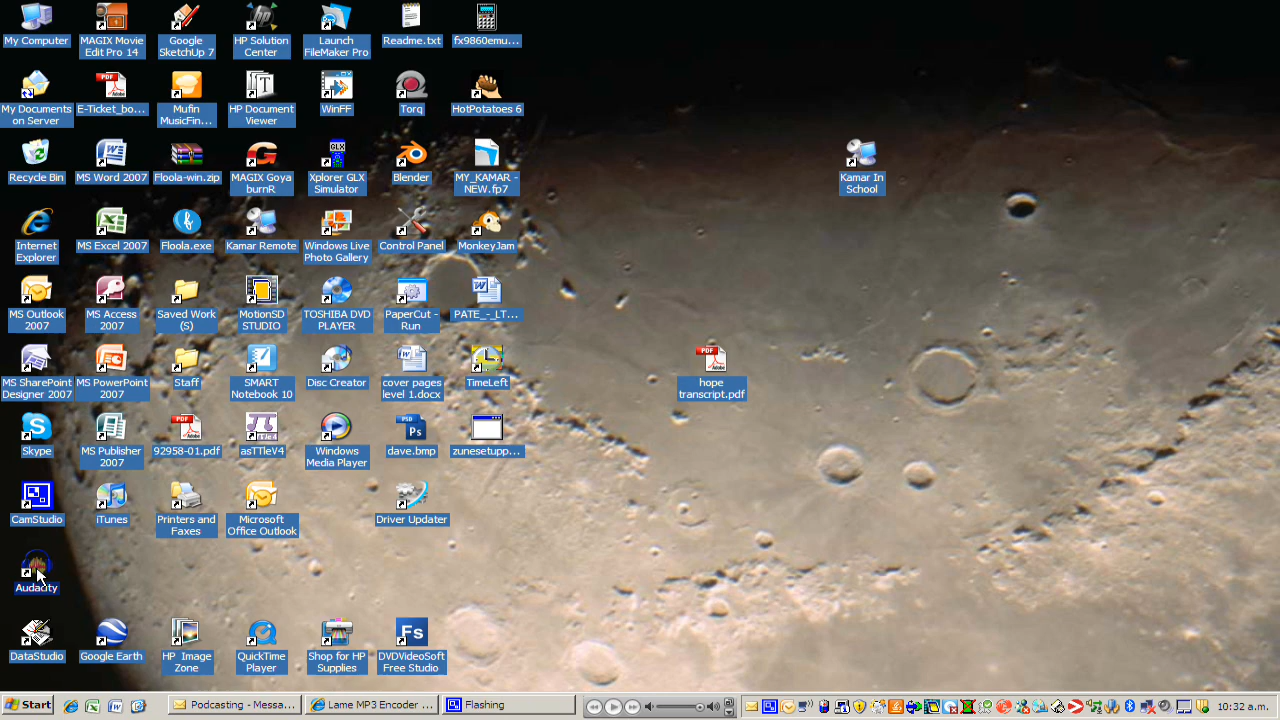 My Computer
MAGIX Movie
Edit Pro 14
Google
SketchUp 7
HP Solution
Center
Launch
FileMaker Pro
Readme.txt
fx9860emu...
My Documents
on Server
E-Ticket_bo...
Mufin
MusicFin...
HP Document
Viewer
WinFF
Torq
HotPotatoes 6
Recycle Bin
MS Word 2007
Floola-win.zip
MAGIX Goya
burnR
Xplorer GLX
Simulator
Blender
MY_KAMAR -
NEW.fp7
Kamar In
School
Internet
Explorer
MS Excel 2007
Floola.exe
Kamar Remote
Windows Live
Photo Gallery
Control Panel
MonkeyJam
MS Outlook
2007
MS Access
2007
Saved Work
(S)
MotionSD
STUDIO
TOSHIBA DVD
PLAYER
PaperCut -
Run
PATE_-_LT...
MS SharePoint
Designer 2007
MS PowerPoint
2007
Staff
SMART
Notebook 10
Disc Creator
cover pages
level 1.docx
TimeLeft
hope
transcript.pdf
Skype
MS Publisher
2007
92958-01.pdf
asTTleV4
Windows
Media Player
dave.bmp
zunesetupp...
CamStudio
iTunes
Printers and
Faxes
Microsoft
Office Outlook
Driver Updater
Audacity
DataStudio
Google Earth
HP Image
Zone
QuickTime
Player
Shop for HP
Supplies
DVDVideoSoft
Free Studio
Start
Podcasting - Messa...
Lame MP3 Encoder ...
Flashing
10:32 a.m.